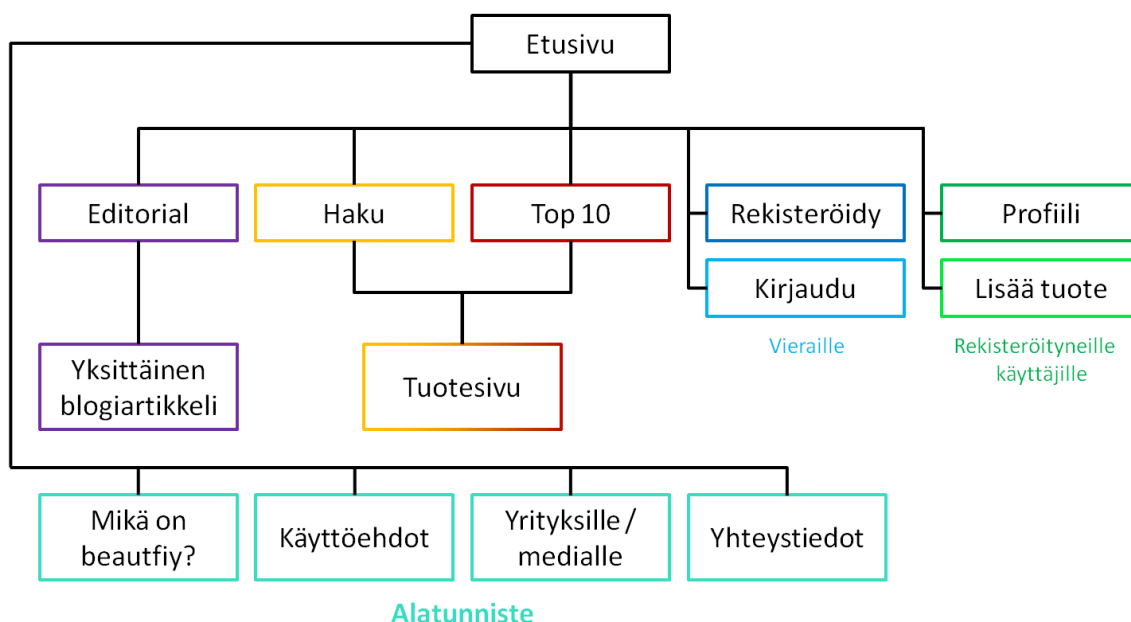 Etusivu
Editorial
Haku
Top 10
Rekisteröidy
Profiili
Kirjaudu
Lisää tuote
Vieraille
Rekisteröityneille
käyttäjille
Yksittäinen
blogiartikkeli
Tuotesivu
Mikä on
beautfiy?
Käyttöehdot
Yrityksille /
medialle
Yhteystiedot
Alatunniste